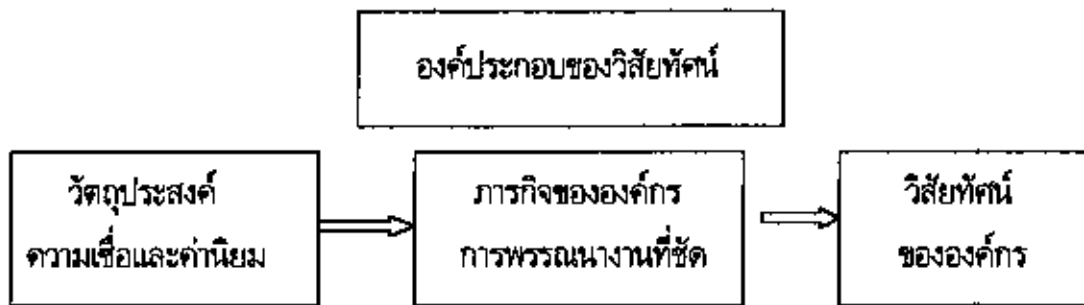 องค์ประกอบของวิสัยทัศน์
วัตถุประสงค์
ความเชื่อและค่านิยม
ภารกิจขององค์กร
การพรรณนางานที่ชัด
วิสัยทัศน์
ขององค์กร